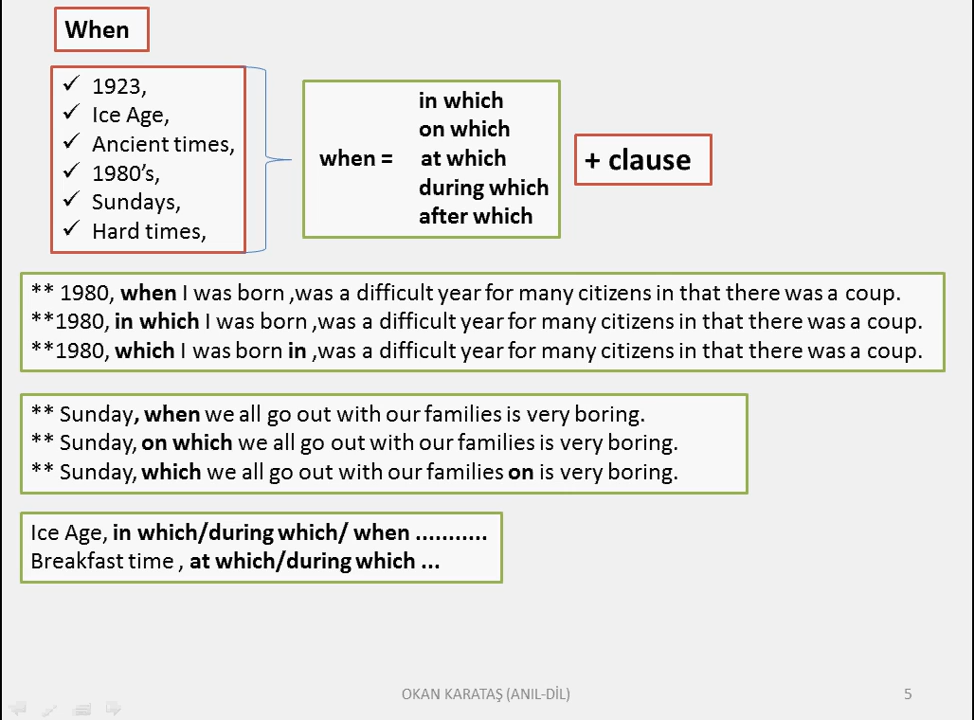 When
✓ 1923,
✓ Ice Age,
✓ Ancient times,
✓ 1980's,
✓ Sundays,
✓ Hard times,
in which
on which
when = at which
during which
after which
+ clause
** 1980, when I was born ,was a difficult year for many citizens in that there was a coup.
**1980, in which I was born ,was a difficult year for many citizens in that there was a coup.
**1980, which I was born in ,was a difficult year for many citizens in that there was a coup.
** Sunday, when we all go out with our families is very boring.
** Sunday, on which we all go out with our families is very boring.
** Sunday, which we all go out with our families on is very boring.
Ice Age, in which/during which/ when ...........
Breakfast time , at which/during which ...
OKAN KARATAŞ (ANIL-DİL)
5